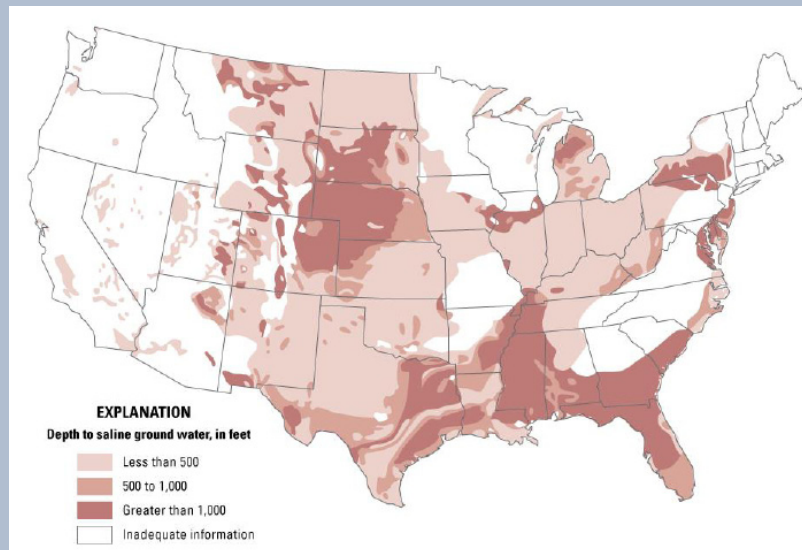 EXPLANATION
Depth to saline ground water, in feet
Less than 500
500 to 1,000
Greater than 1,000
Inadequate information